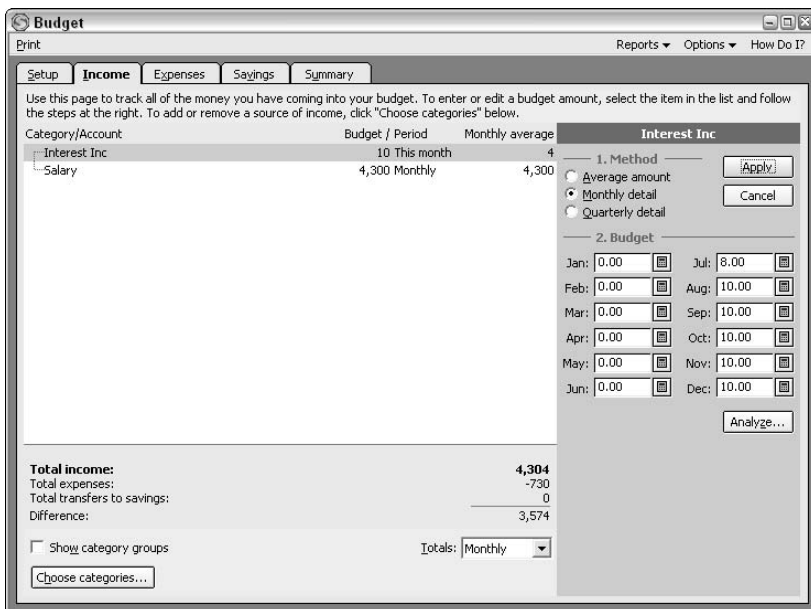 Budget
Print Reports Options How Do I?
Setup Income Expenses Savings Summary
Use this page to track all of the money you have coming into your budget. To enter or edit a budget amount, select the item in the list and follow
the steps at the right. To add or remove a source of income, click "Choose categories" below.
Category/Account Budget / Period Monthly average
Interest Inc 10 This month 4
Salary 4,300 Monthly 4,300
Total income: 4,304
Total expenses: -730
Total transfers to savings: 0
Difference: 3,574
Show category groups Totals: Monthly
Choose categories...
Interest Inc
1. Method
Average amount
Monthly detail
Quarterly detail
Apply
Cancel
2. Budget
Jan: 0.00 Jul: 8.00
Feb: 0.00 Aug: 10.00
Mar: 0.00 Sep: 10.00
Apr: 0.00 Oct: 10.00
May: 0.00 Nov: 10.00
Jun: 0.00 Dec: 10.00
Analyze...